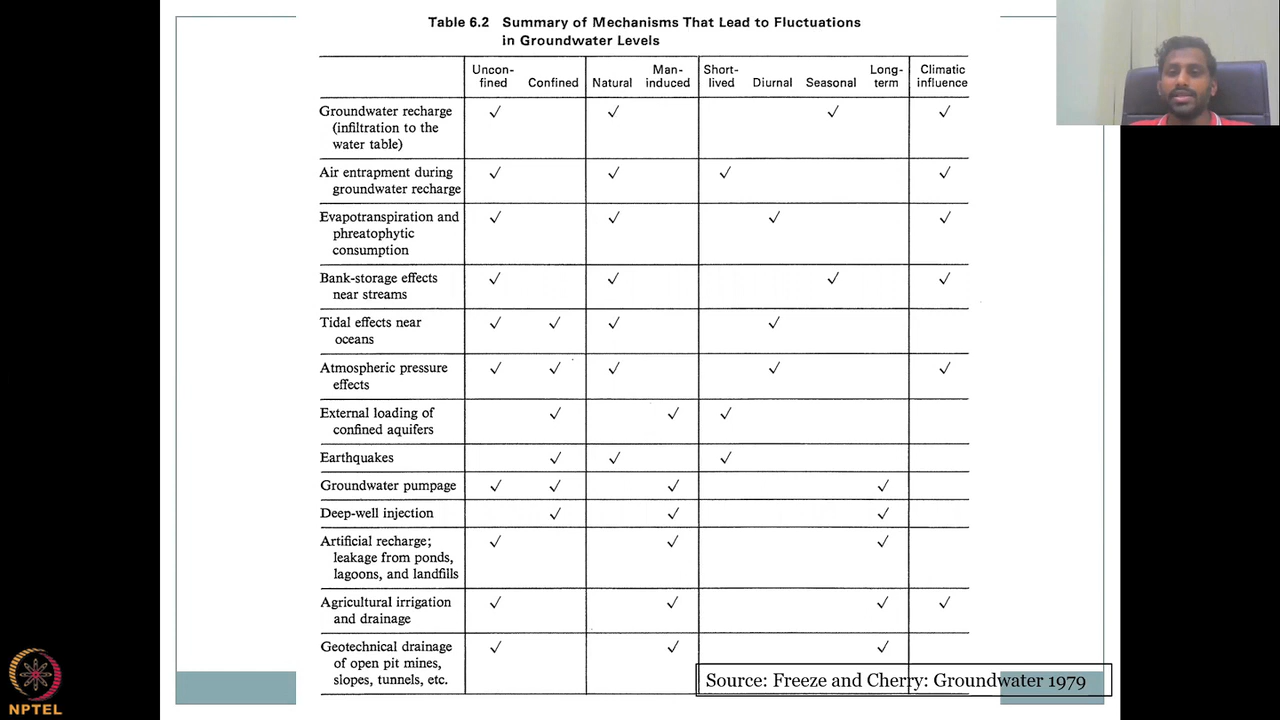 Table 6.2 Summary of Mechanisms That Lead to Fluctuations
in Groundwater Levels
Uncon-
fined
Confined
Natural
Man-
induced
Short-
lived
Diurnal
Seasonal
Long-
term
Climatic
influence
Groundwater recharge
(infiltration to the
water table)
✓ ✓ ✓ ✓
Air entrapment during
groundwater recharge
✓ ✓ ✓ ✓
Evapotranspiration and
phreatophytic
consumption
✓ ✓ ✓ ✓
Bank-storage effects
near streams
✓ ✓ ✓ ✓
Tidal effects near
oceans
✓ ✓ ✓ ✓
Atmospheric pressure
effects
✓ ✓ ✓ ✓ ✓
External loading of
confined aquifers
✓ ✓ ✓
Earthquakes ✓ ✓ ✓
Groundwater pumpage ✓ ✓ ✓ ✓
Deep-well injection ✓ ✓ ✓
Artificial recharge;
leakage from ponds,
lagoons, and landfills
✓ ✓ ✓
Agricultural irrigation
and drainage
✓ ✓ ✓ ✓
Geotechnical drainage
of open pit mines,
slopes, tunnels, etc.
✓ ✓ ✓
Source: Freeze and Cherry: Groundwater 1979
NPTEL